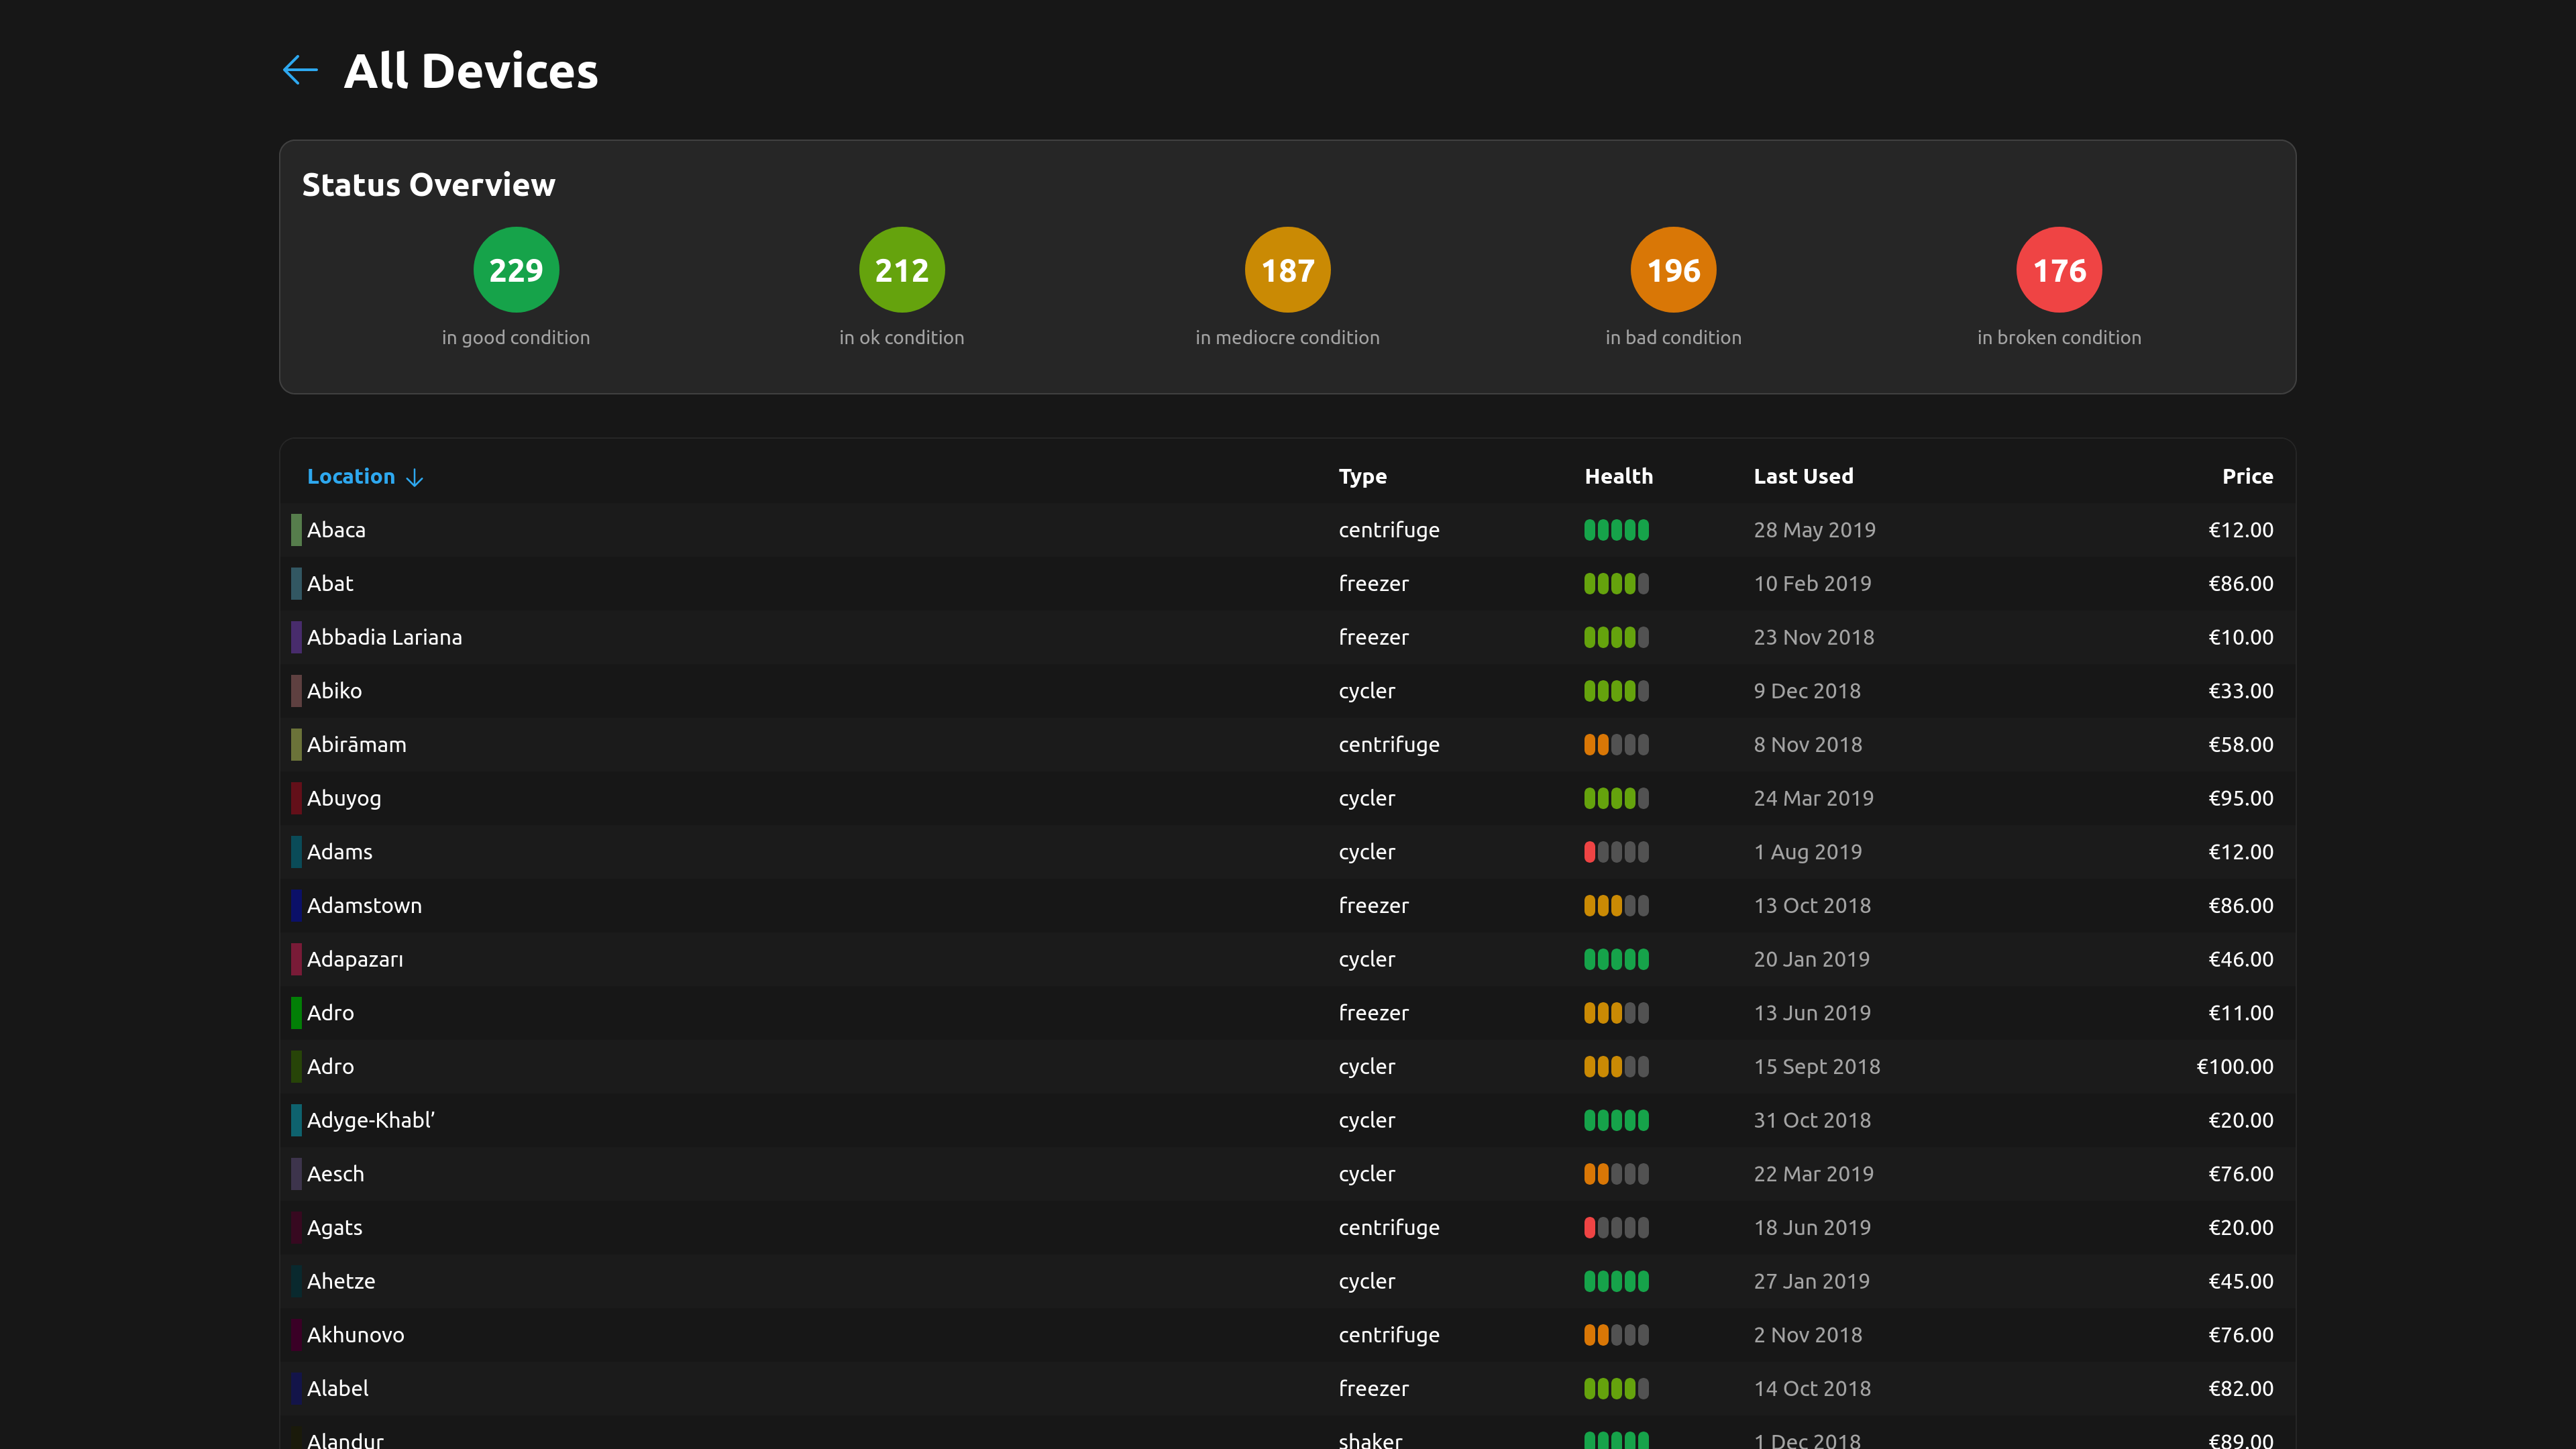 All Devices
Status Overview
229 212 187 196 176
in good condition in ok condition in mediocre condition in bad condition in broken condition
Location Type Health Last Used Price
Abaca centrifuge 28 May 2019 €12.00
Abat freezer 10 Feb 2019 €86.00
Abbadia Lariana freezer 23 Nov 2018 €10.00
Abiko cycler 9 Dec 2018 €33.00
Abirāmam centrifuge 8 Nov 2018 €58.00
Abuyog cycler 24 Mar 2019 €95.00
Adams cycler 1 Aug 2019 €12.00
Adamstown freezer 13 Oct 2018 €86.00
Adapazarı cycler 20 Jan 2019 €46.00
Adro freezer 13 Jun 2019 €11.00
Adro cycler 15 Sept 2018 €100.00
Adyge-Khabl’ cycler 31 Oct 2018 €20.00
Aesch cycler 22 Mar 2019 €76.00
Agats centrifuge 18 Jun 2019 €20.00
Ahetze cycler 27 Jan 2019 €45.00
Akhunovo centrifuge 2 Nov 2018 €76.00
Alabel freezer 14 Oct 2018 €82.00
Alandur shaker 1 Dec 2018 €89.00